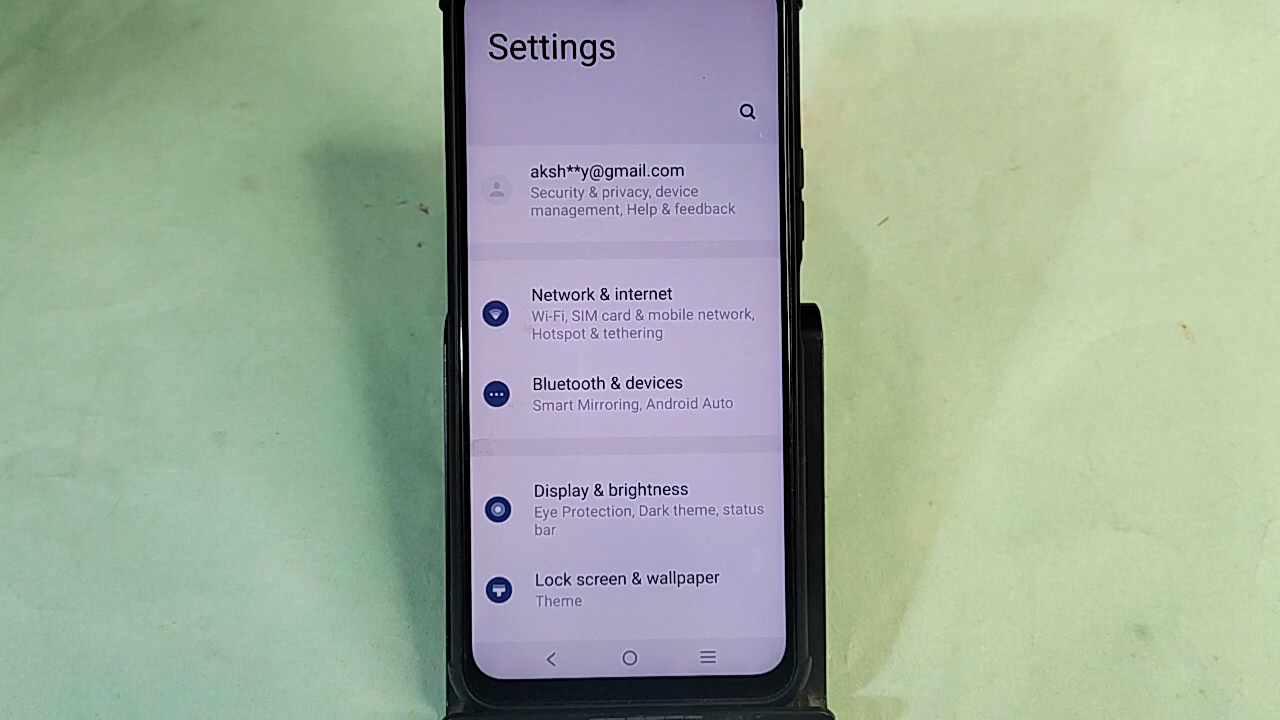 Settings
aksh**y@gmail.com
Security & privacy, device
management, Help & feedback
Network & internet
Wi-Fi, SIM card & mobile network,
Hotspot & tethering
Bluetooth & devices
Smart Mirroring, Android Auto
Display & brightness
Eye Protection, Dark theme, status
bar
Lock screen & wallpaper
Theme